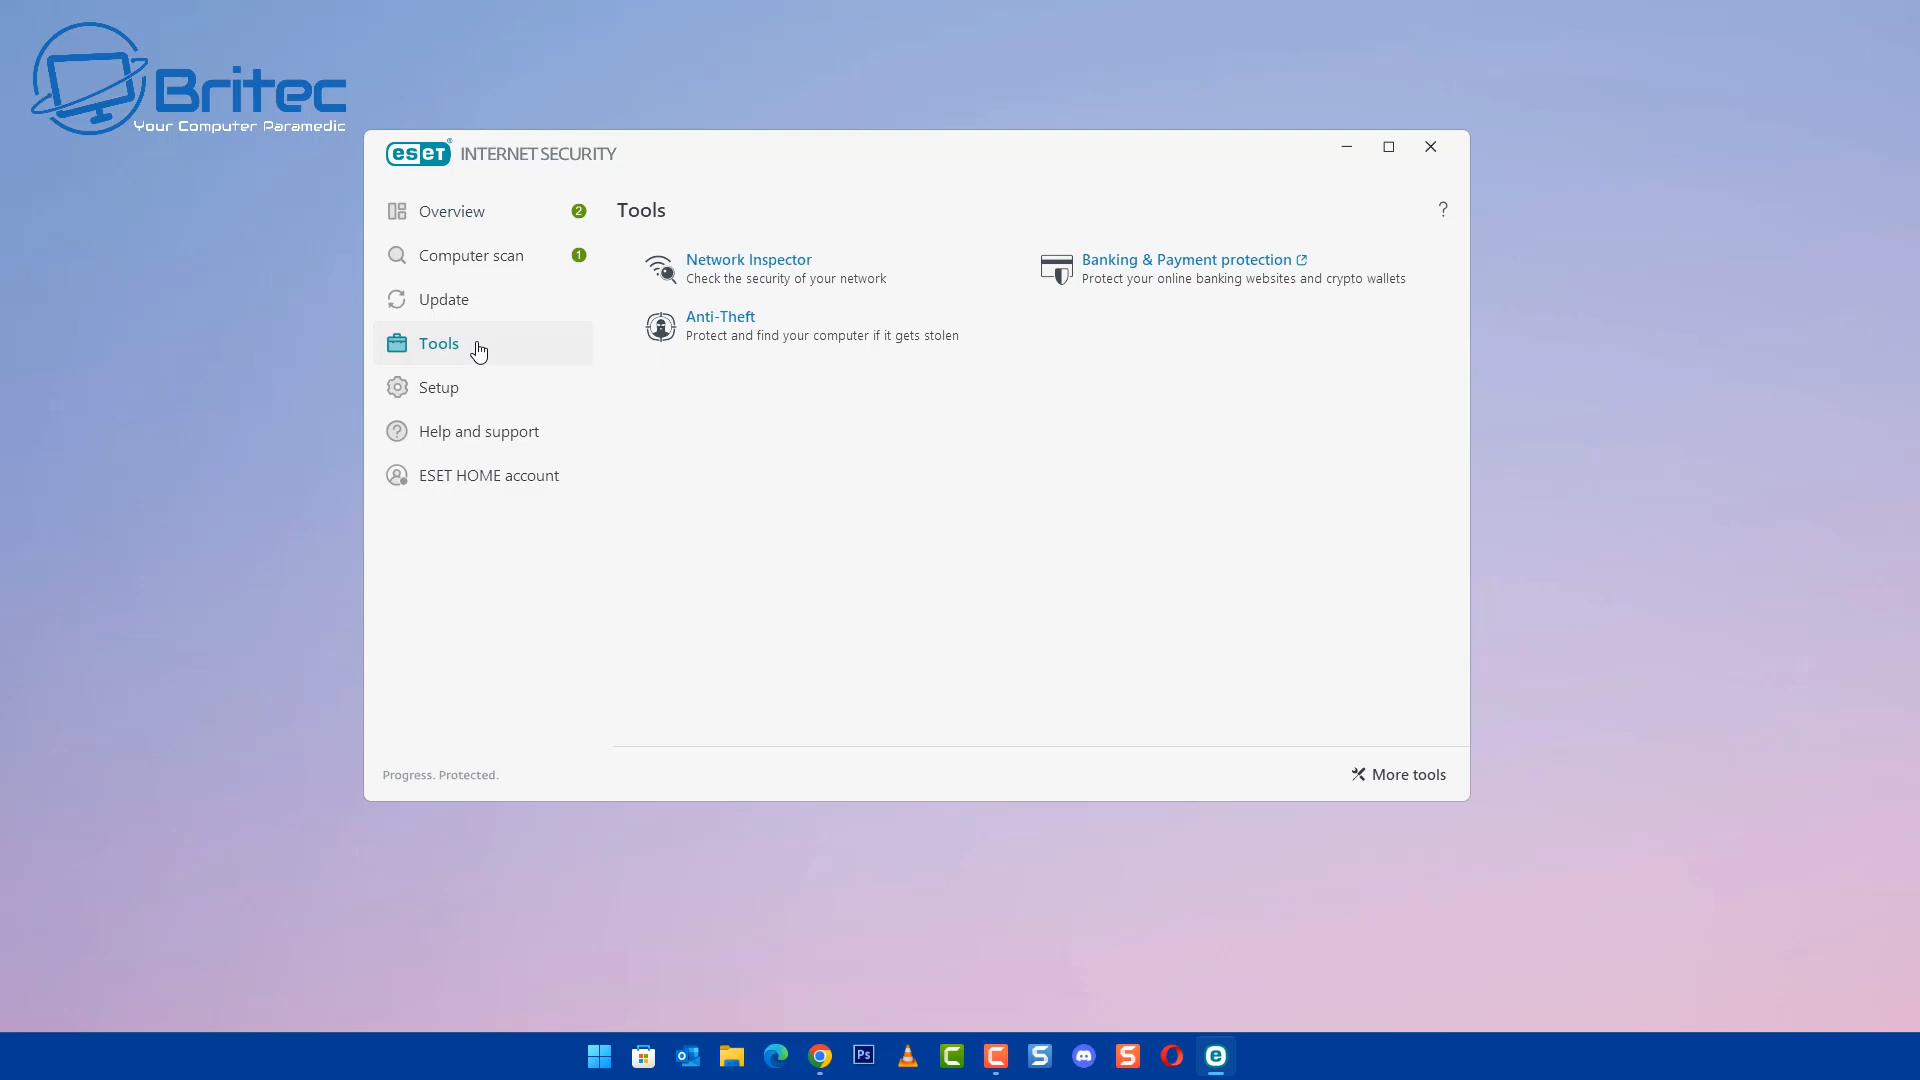 Britec
Your Computer Paramedic
eseT® INTERNET SECURITY
Overview 2
Computer scan 1
Update
Tools
Setup
Help and support
ESET HOME account
Progress. Protected.
Tools ?
Network Inspector
Check the security of your network
Banking & Payment protection
Protect your online banking websites and crypto wallets
Anti-Theft
Protect and find your computer if it gets stolen
More tools
Ps